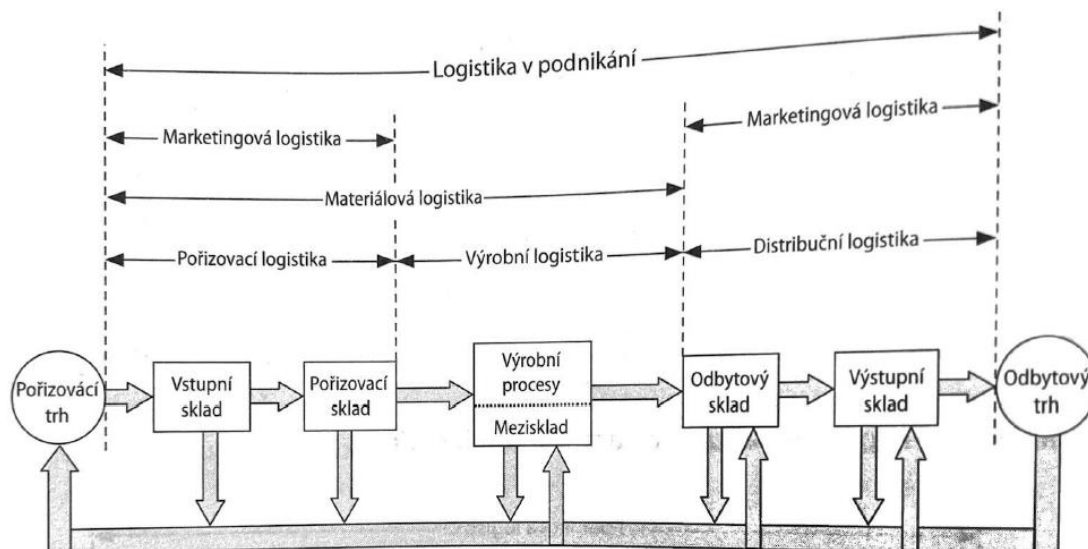 Logistika v podnikání
Marketingová logistika
Marketingová logistika
Materiálová logistika
Pořizovací logistika
Výrobní logistika
Distribuční logistika
Pořizovácí
trh
Vstupní
sklad
Pořizovací
sklad
Výrobní
procesy
Mezisklad
Odbytový
sklad
Výstupní
sklad
Odbytový
trh